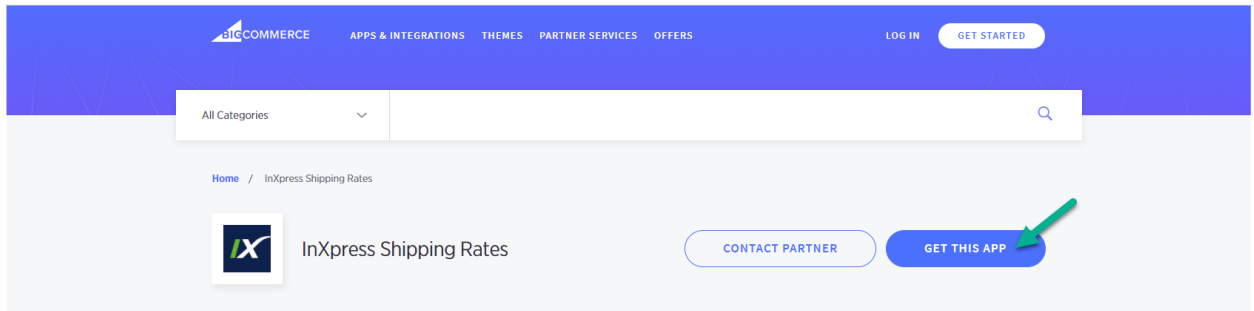 BIGCOMMERCE APPS & INTEGRATIONS THEMES PARTNER SERVICES OFFERS LOG IN GET STARTED
All Categories
Home / InXpress Shipping Rates
IX InXpress Shipping Rates CONTACT PARTNER GET THIS APP